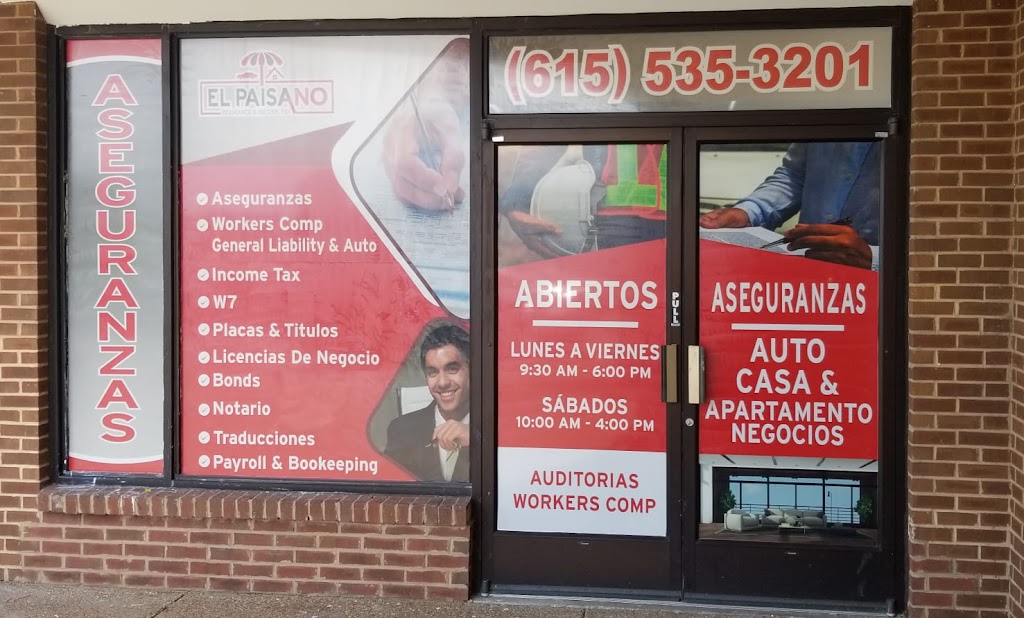 ASEGURANZAS
EL PAISANO
Aseguranzas
Workers Comp
General Liability & Auto
Income Tax
W7
Placas & Titulos
Licencias De Negocio
Bonds
Notario
Traducciones
Payroll & Bookeeping
(615) 535-3201
ABIERTOS
LUNES A VIERNES
9:30 AM - 6:00 PM
SÁBADOS
10:00 AM - 4:00 PM
AUDITORIAS
WORKERS COMP
PULL
ASEGURANZAS
AUTO
CASA &
APARTAMENTO
NEGOCIOS